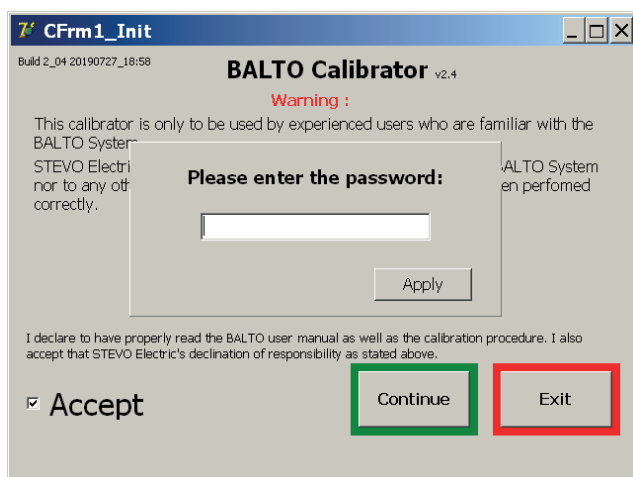 CFrm1_Init
Build 2_04 20190727_18:58
BALTO Calibrator v2.4
Warning :
This calibrator is only to be used by experienced users who are familiar with the
BALTO System
STEVO Electri ALTO System
nor to any oth en perfomed
correctly.
Please enter the password:
Apply
I declare to have properly read the BALTO user manual as well as the calibration procedure. I also
accept that STEVO Electric's declination of responsibility as stated above.
Accept
Continue
Exit